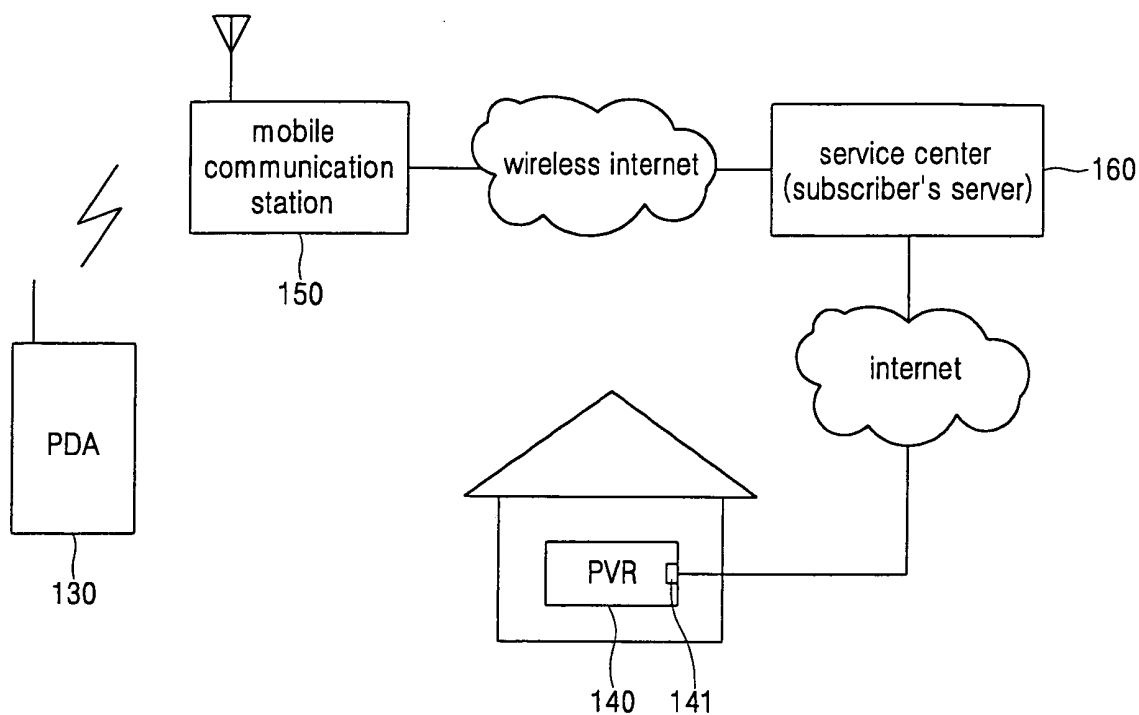 mobile
communication
station
150
wireless internet
service center
(subscriber's server)
160
internet
PDA
130
PVR
140
141